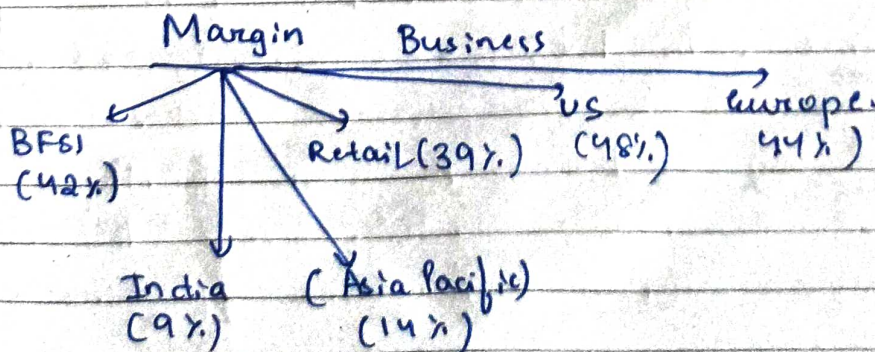 Margin Business
BFSI
(42%)
Retail (39%)
US
(48%)
Europe
44%)
India
(9%)
(Asia Pacific)
(14%)